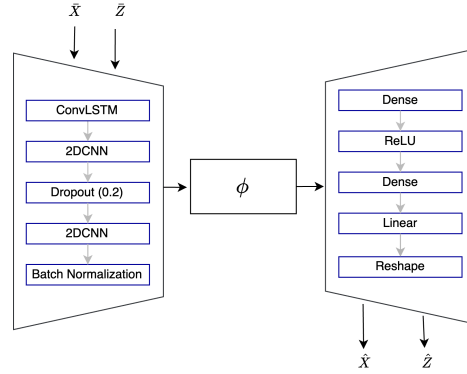 X̄ Z̄
ConvLSTM
2DCNN
Dropout (0.2)
2DCNN
Batch Normalization
ϕ
Dense
ReLU
Dense
Linear
Reshape
X̂ Ẑ